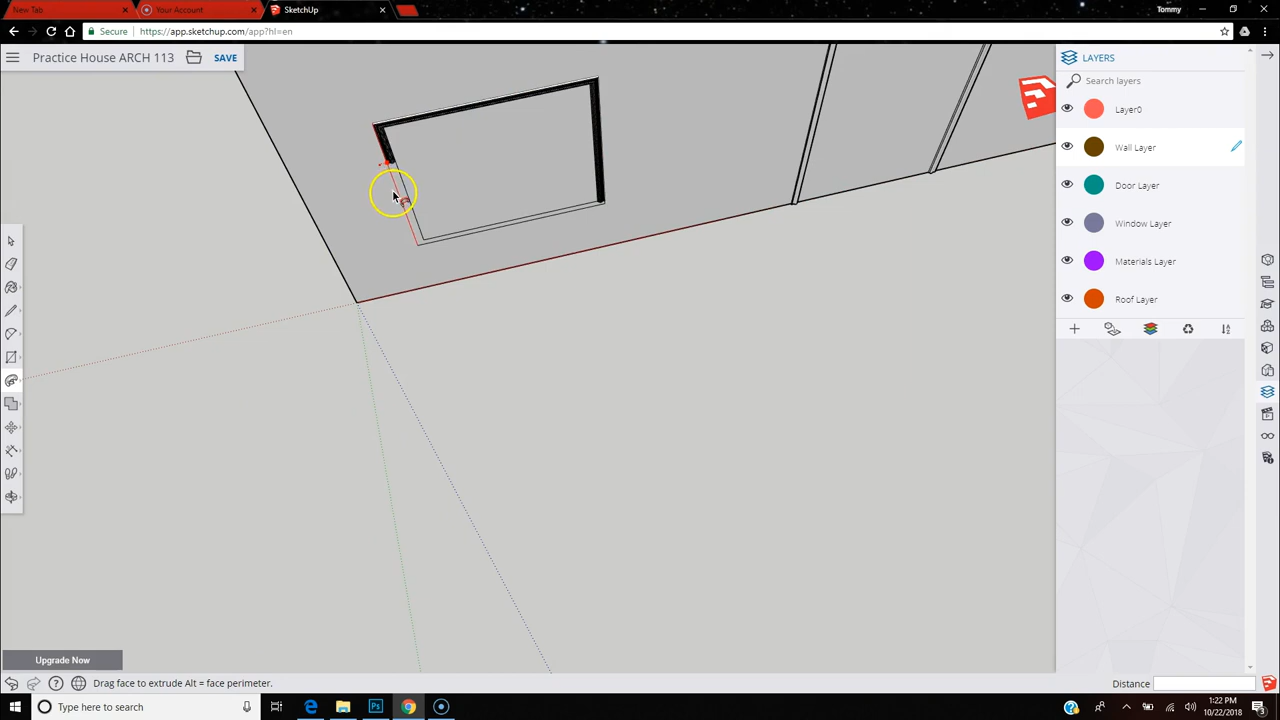 New Tab
Your Account
SketchUp
Tommy
Secure
https://app.sketchup.com/app?hl=en
Practice House ARCH 113
SAVE
LAYERS
Search layers
Layer0
Wall Layer
Door Layer
Window Layer
Materials Layer
Roof Layer
Upgrade Now
Drag face to extrude Alt = face perimeter.
Distance
Type here to search
1:22 PM
10/22/2018